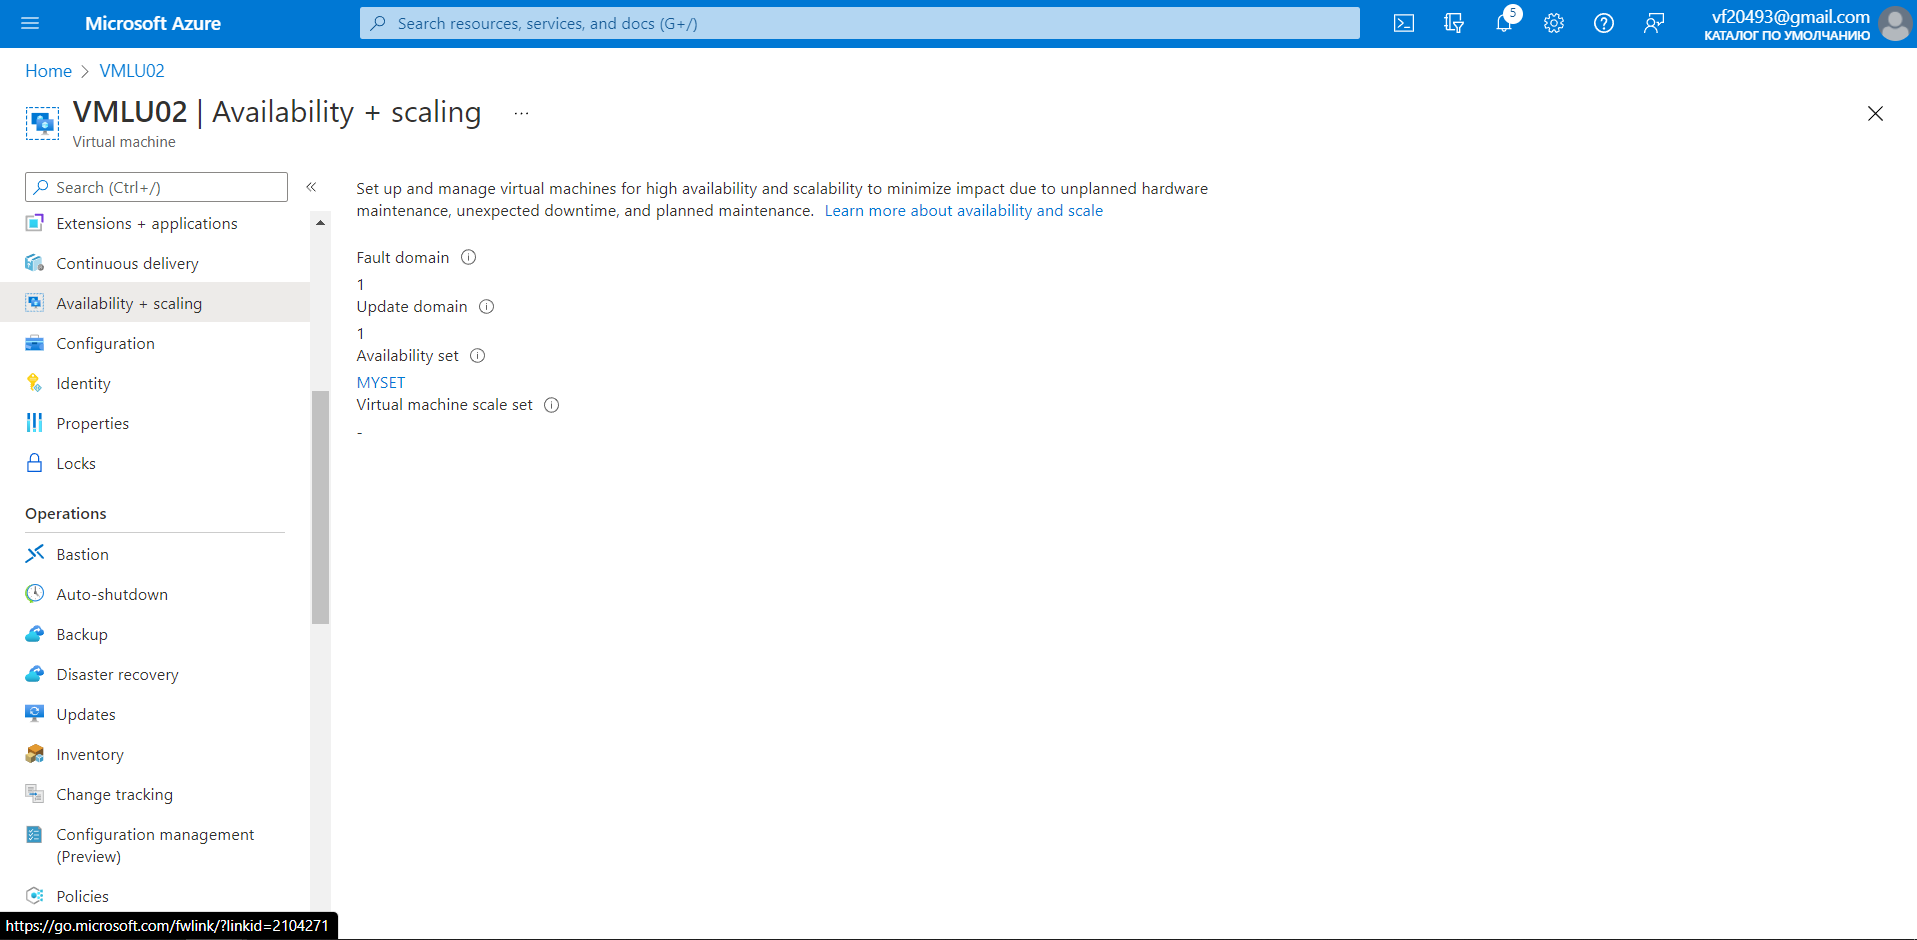 Microsoft Azure
Search resources, services, and docs (G+/)
5
vf20493@gmail.com
КАТАЛОГ ПО УМОЛЧАНИЮ
Home > VMLU02
VMLU02 | Availability + scaling ...
Virtual machine
Search (Ctrl+/)
«
Extensions + applications
Continuous delivery
Availability + scaling
Configuration
Identity
Properties
Locks
Operations
Bastion
Auto-shutdown
Backup
Disaster recovery
Updates
Inventory
Change tracking
Configuration management
(Preview)
Policies
https://go.microsoft.com/fwlink/?linkid=2104271
Set up and manage virtual machines for high availability and scalability to minimize impact due to unplanned hardware
maintenance, unexpected downtime, and planned maintenance. Learn more about availability and scale
Fault domain
1
Update domain
1
Availability set
MYSET
Virtual machine scale set
-